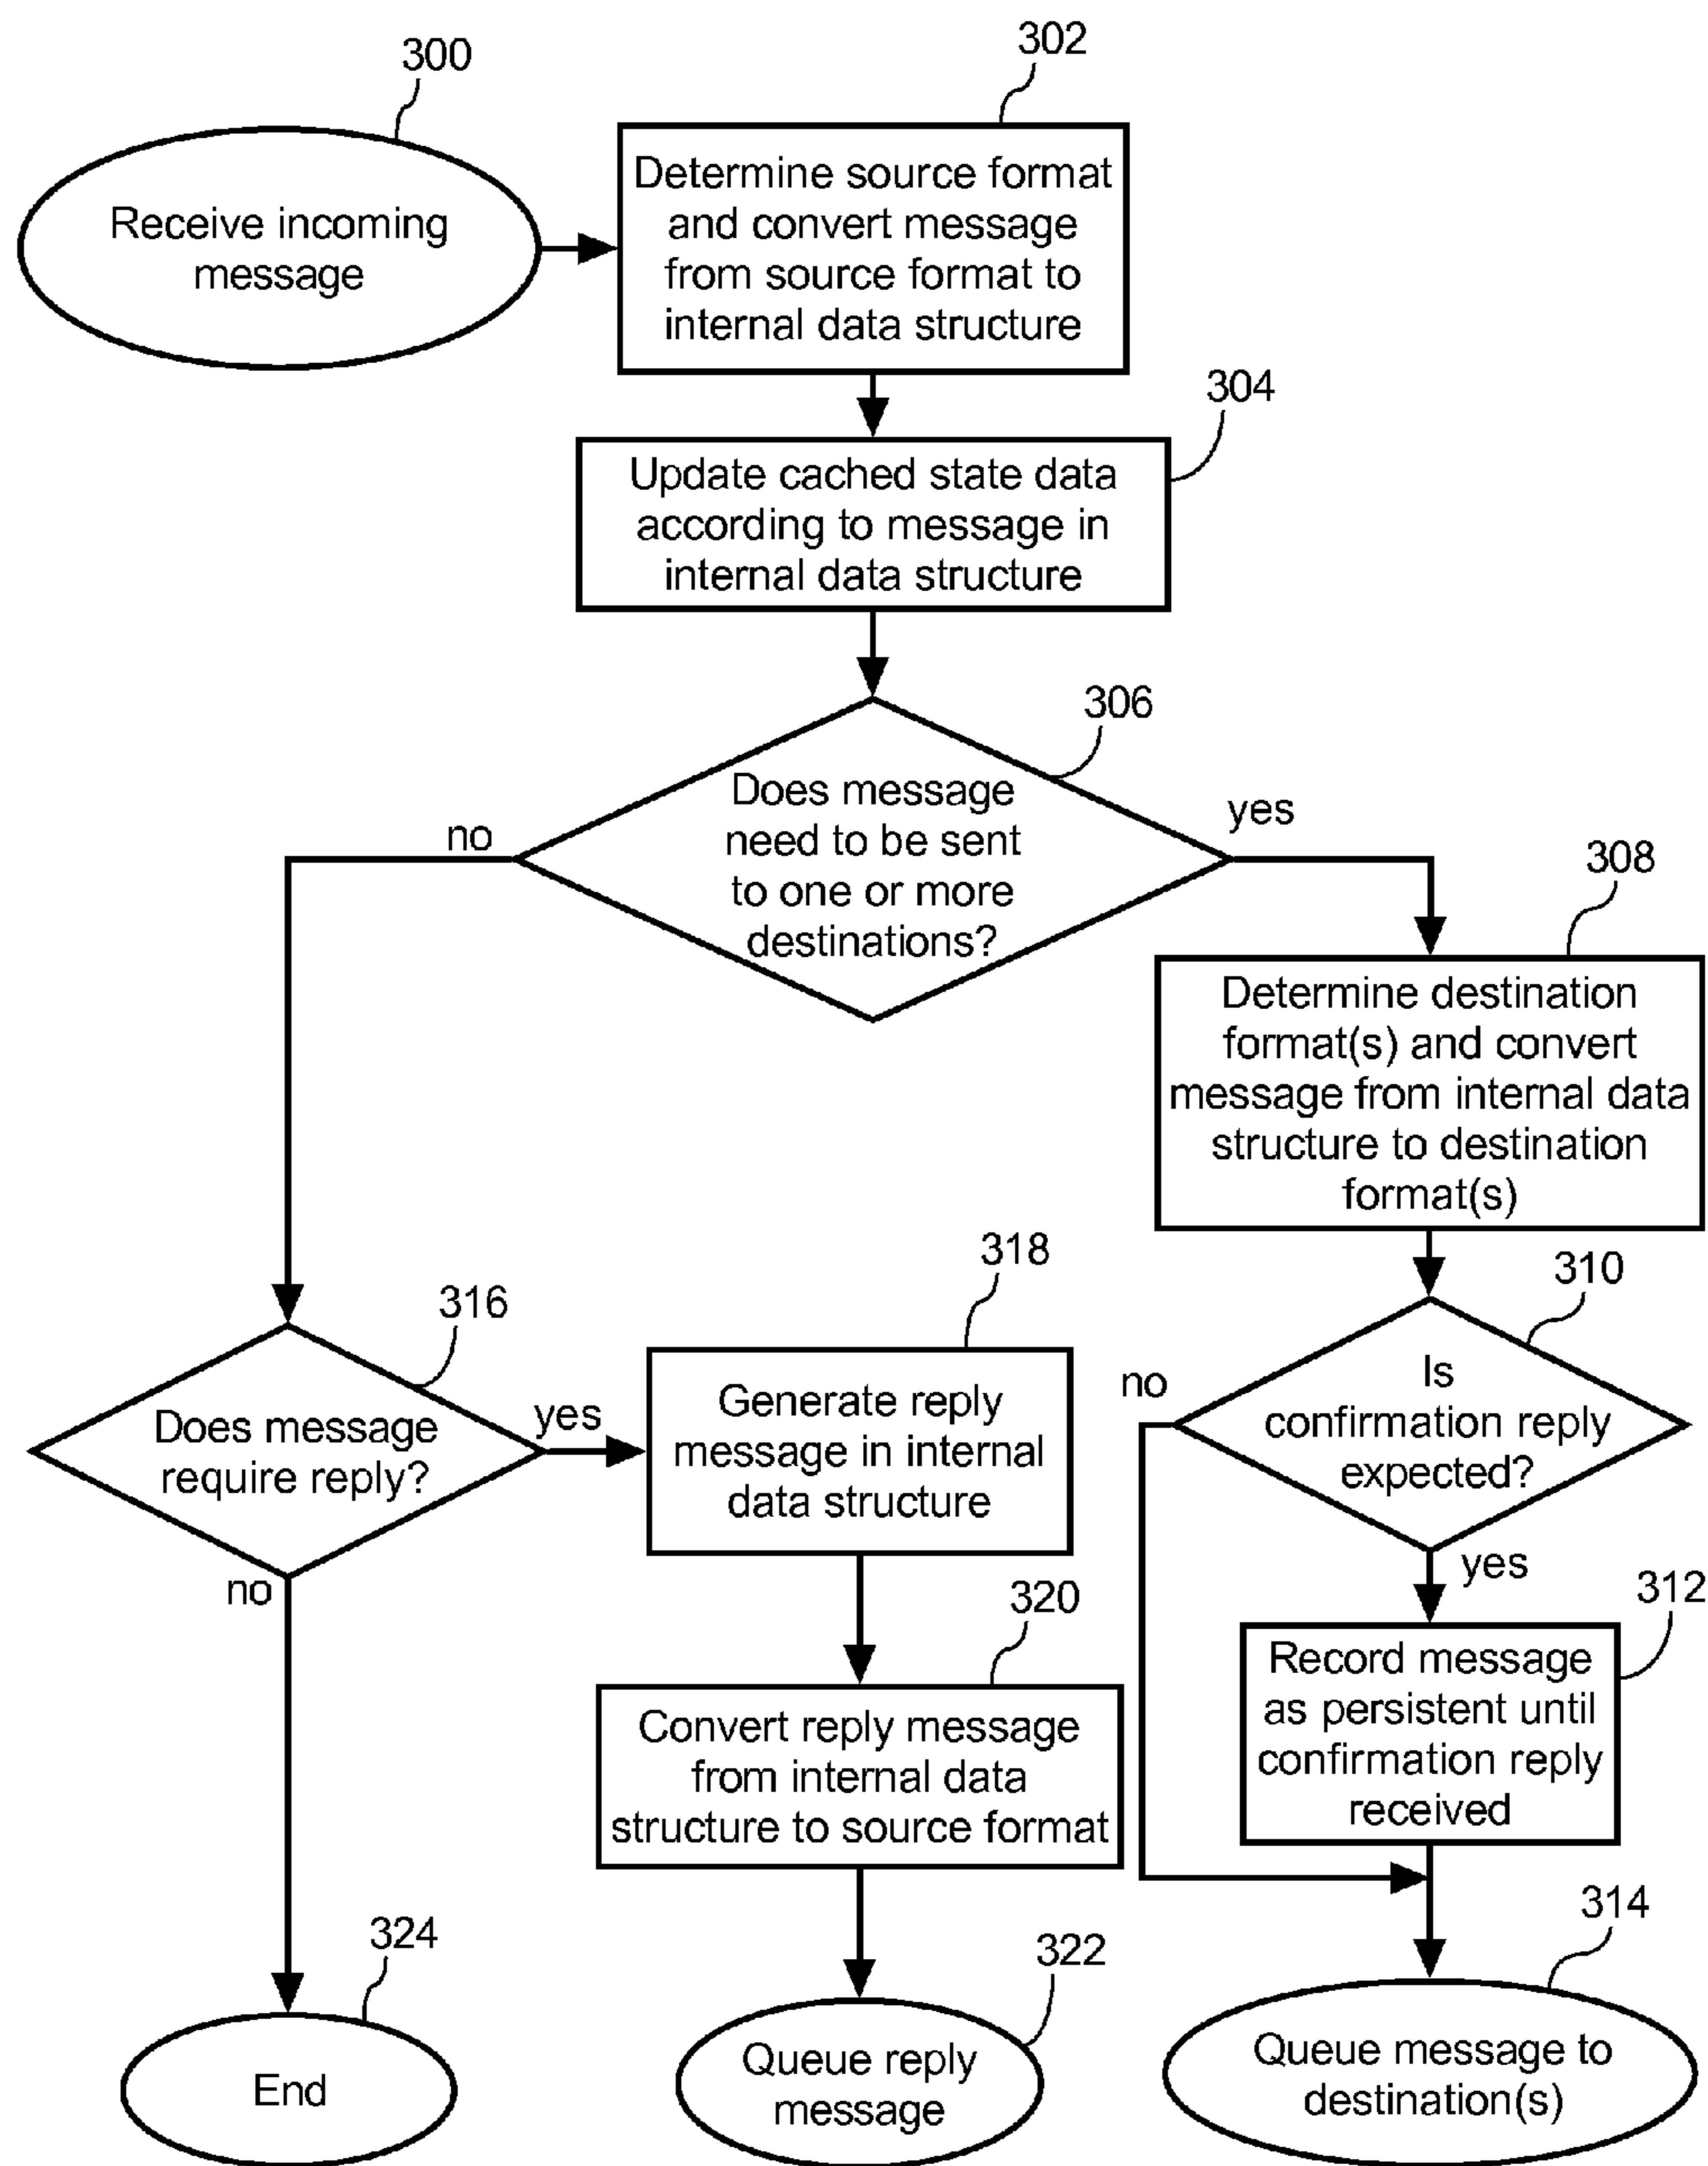 300
Receive incoming
message
302
Determine source format
and convert message
from source format to
internal data structure
304
Update cached state data
according to message in
internal data structure
306
Does message
need to be sent
to one or more
destinations?
no
yes
308
Determine destination
format(s) and convert
message from internal data
structure to destination
format(s)
310
Is
confirmation reply
expected?
no
yes
312
Record message
as persistent until
confirmation reply
received
314
Queue message to
destination(s)
316
Does message
require reply?
yes
no
318
Generate reply
message in internal
data structure
320
Convert reply message
from internal data
structure to source format
322
Queue reply
message
324
End